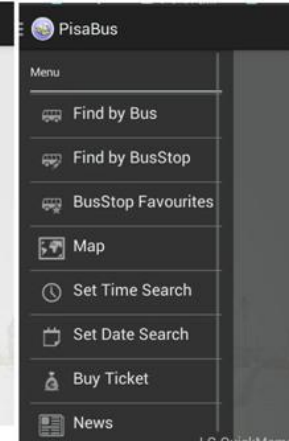 PisaBus
Menu
Find by Bus
Find by BusStop
BusStop Favourites
Map
Set Time Search
Set Date Search
Buy Ticket
News